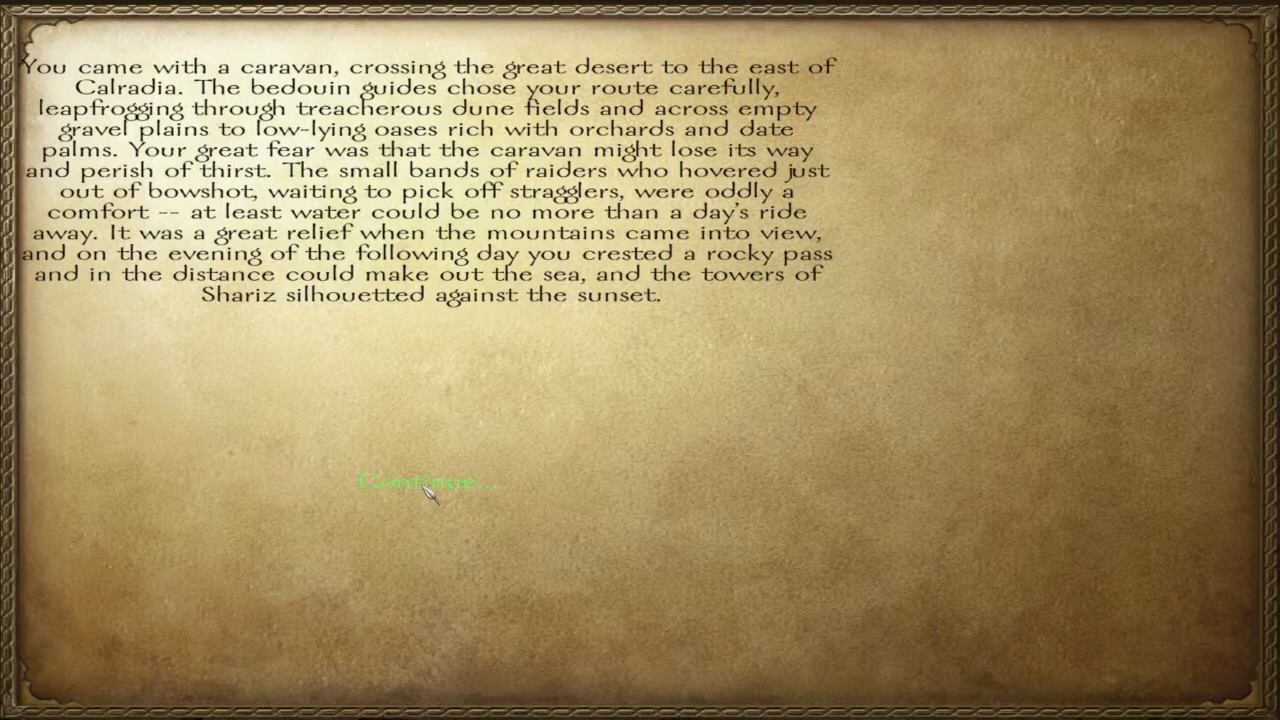 You came with a caravan, crossing the great desert to the east of
Calradia. The bedouin guides chose your route carefully,
leapfrogging through treacherous dune fields and across empty
gravel plains to low-lying oases rich with orchards and date
palms. Your great fear was that the caravan might lose its way
and perish of thirst. The small bands of raiders who hovered just
out of bowshot, waiting to pick off stragglers, were oddly a
comfort -- at least water could be no more than a day's ride
away. It was a great relief when the mountains came into view,
and on the evening of the following day you crested a rocky pass
and in the distance could make out the sea, and the towers of
Shariz silhouetted against the sunset.
Continue...